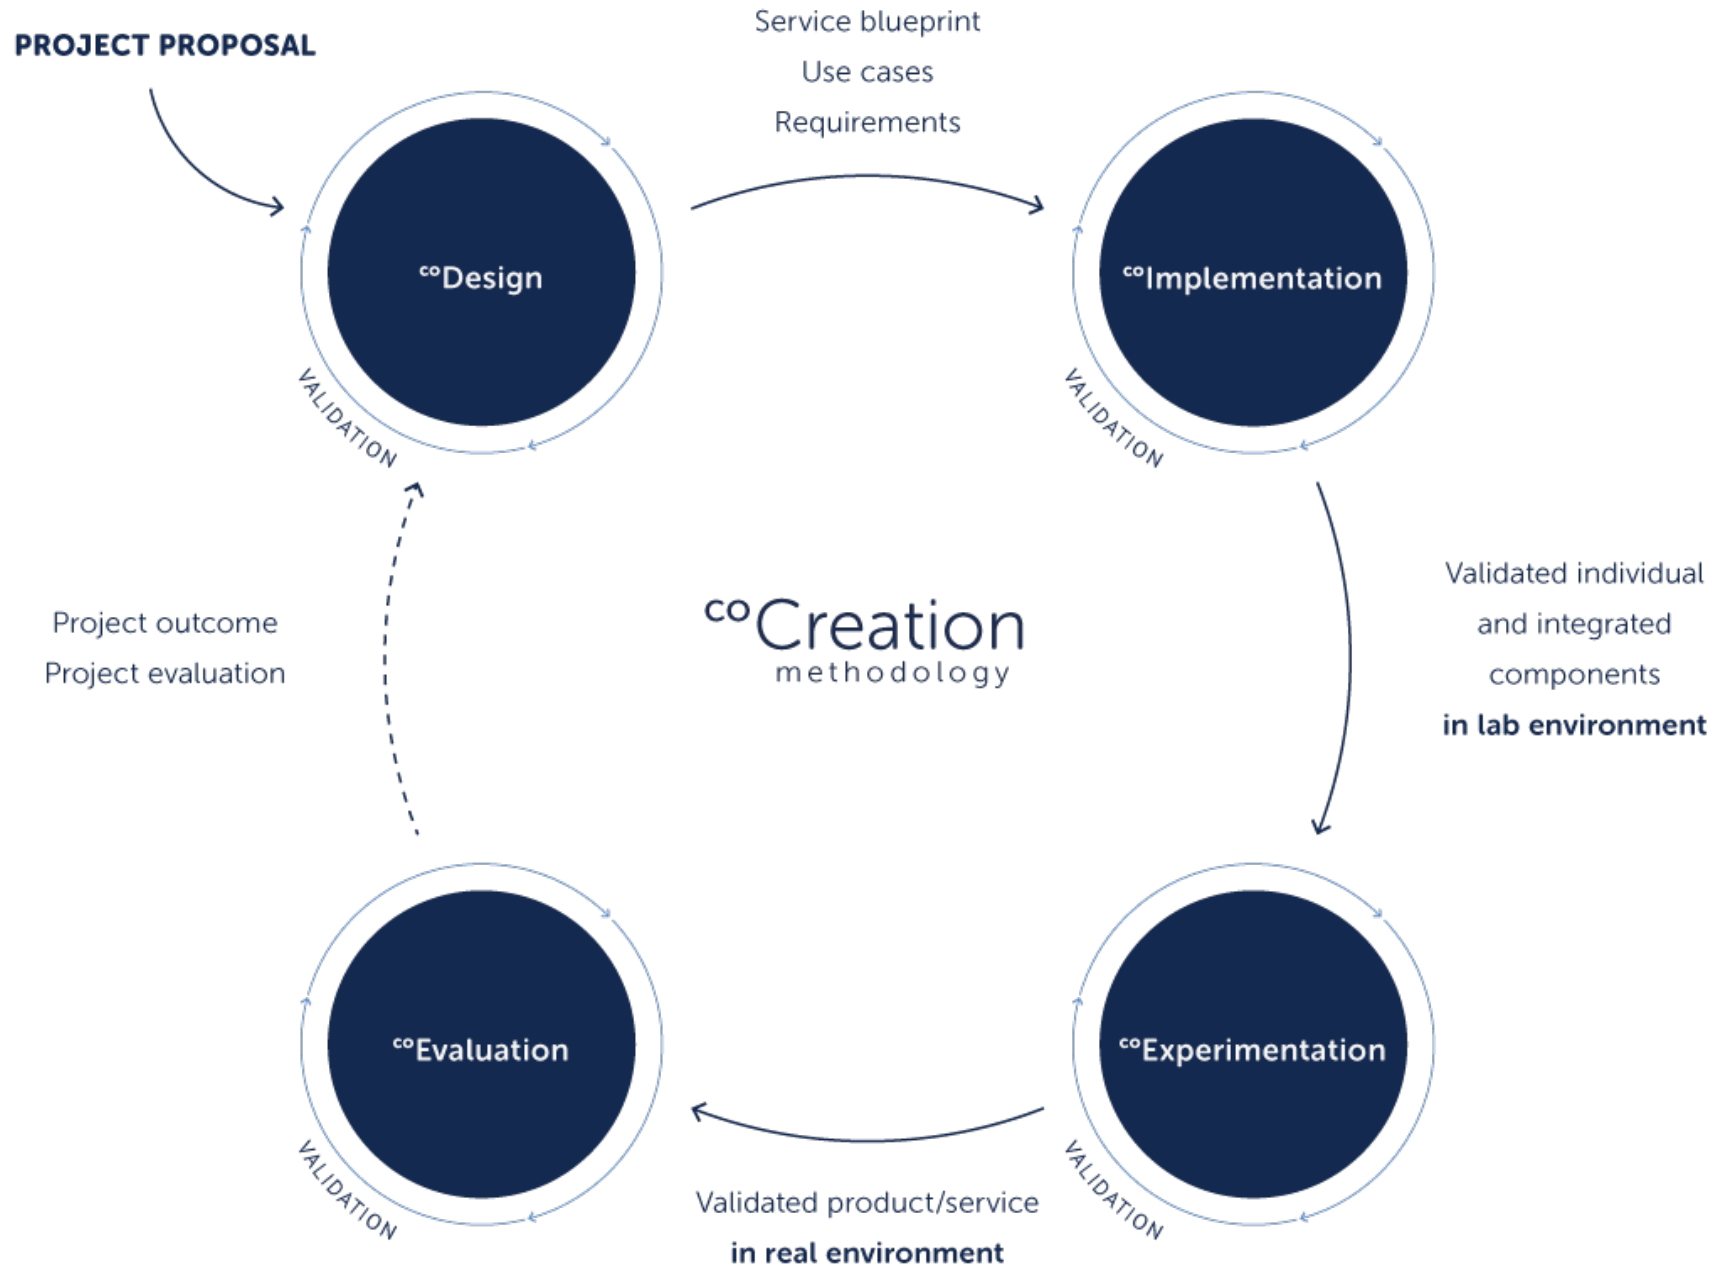 PROJECT PROPOSAL
Service blueprint
Use cases
Requirements
coDesign
VALIDATION
coImplementation
VALIDATION
Validated individual
and integrated
components
in lab environment
coCreation
methodology
Project outcome
Project evaluation
coEvaluation
VALIDATION
coExperimentation
VALIDATION
Validated product/service
in real environment